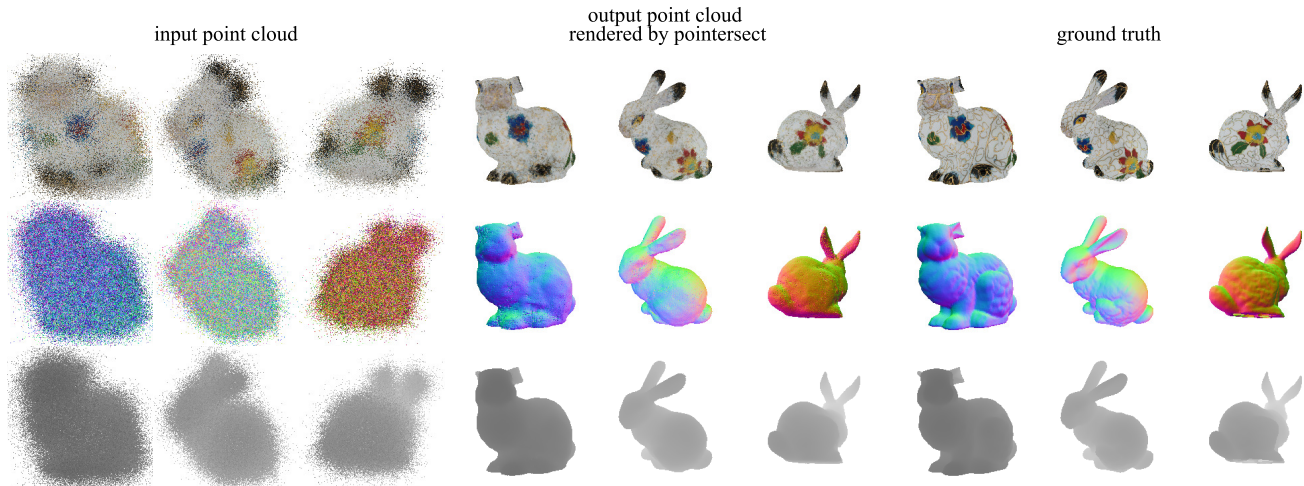 input point cloud
output point cloud
rendered by pointersect
ground truth